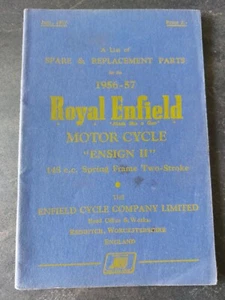 A List of
SPARE & REPLACEMENT PARTS
for the
1956-57
Royal Enfield
MOTOR CYCLE
"ENSIGN II"
148 c.c. Spring Frame Two-Stroke
THE
ENFIELD CYCLE COMPANY LIMITED
REDDITCH, WORCESTERSHIRE
ENGLAND